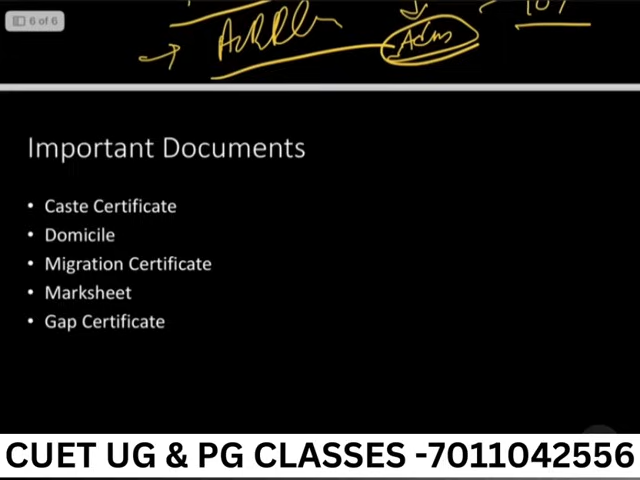 6 of 6
Important Documents
• Caste Certificate
• Domicile
• Migration Certificate
• Marksheet
• Gap Certificate
CUET UG & PG CLASSES -7011042556